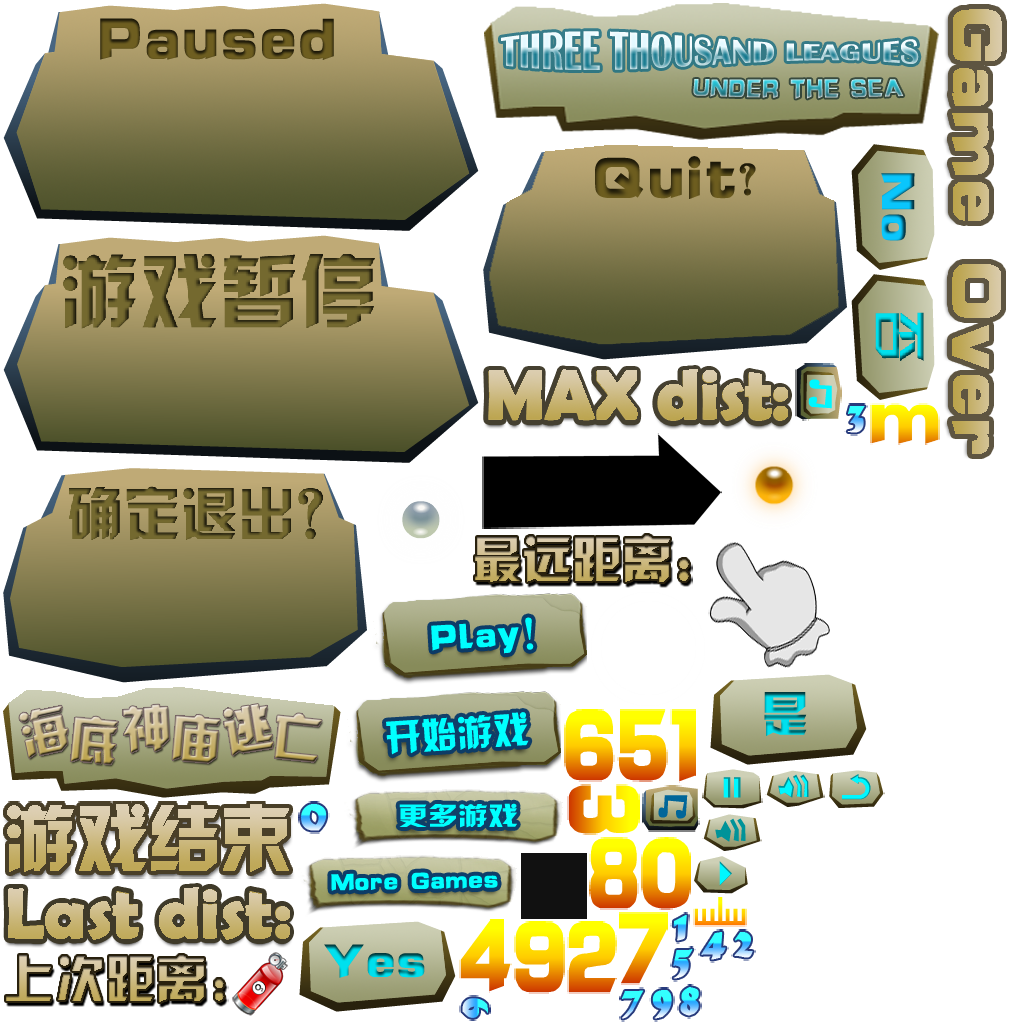 Paused
THREE THOUSAND LEAGUES
UNDER THE SEA
Game Over
Quit?
No
游戏暂停
否
MAX dist:
3
m
确定退出?
最远距离:
Play!
海底神庙逃亡
开始游戏
651
是
游戏结束
0
更多游戏
3
80
More Games
Last dist:
Yes
4927
1
5
4
2
上次距离:
O₂
6
7
9
8